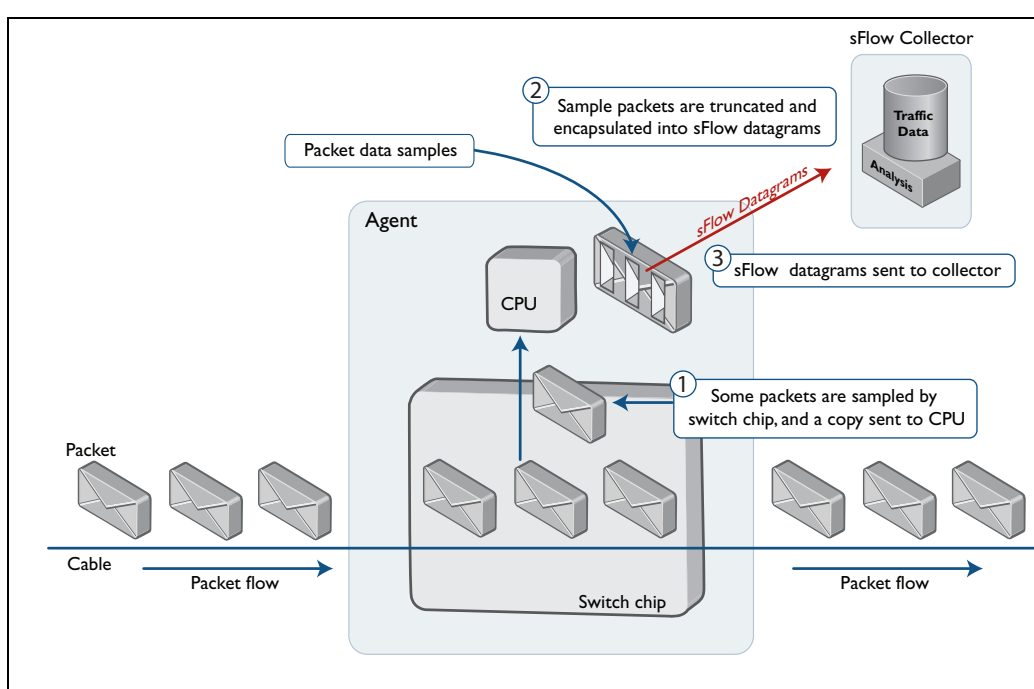 sFlow Collector
Traffic
Data
Analysis
2
Sample packets are truncated and
encapsulated into sFlow datagrams
Packet data samples
sFlow Datagrams
Agent
3
sFlow datagrams sent to collector
CPU
1
Some packets are sampled by
switch chip, and a copy sent to CPU
Packet
Cable
Packet flow
Switch chip
Packet flow